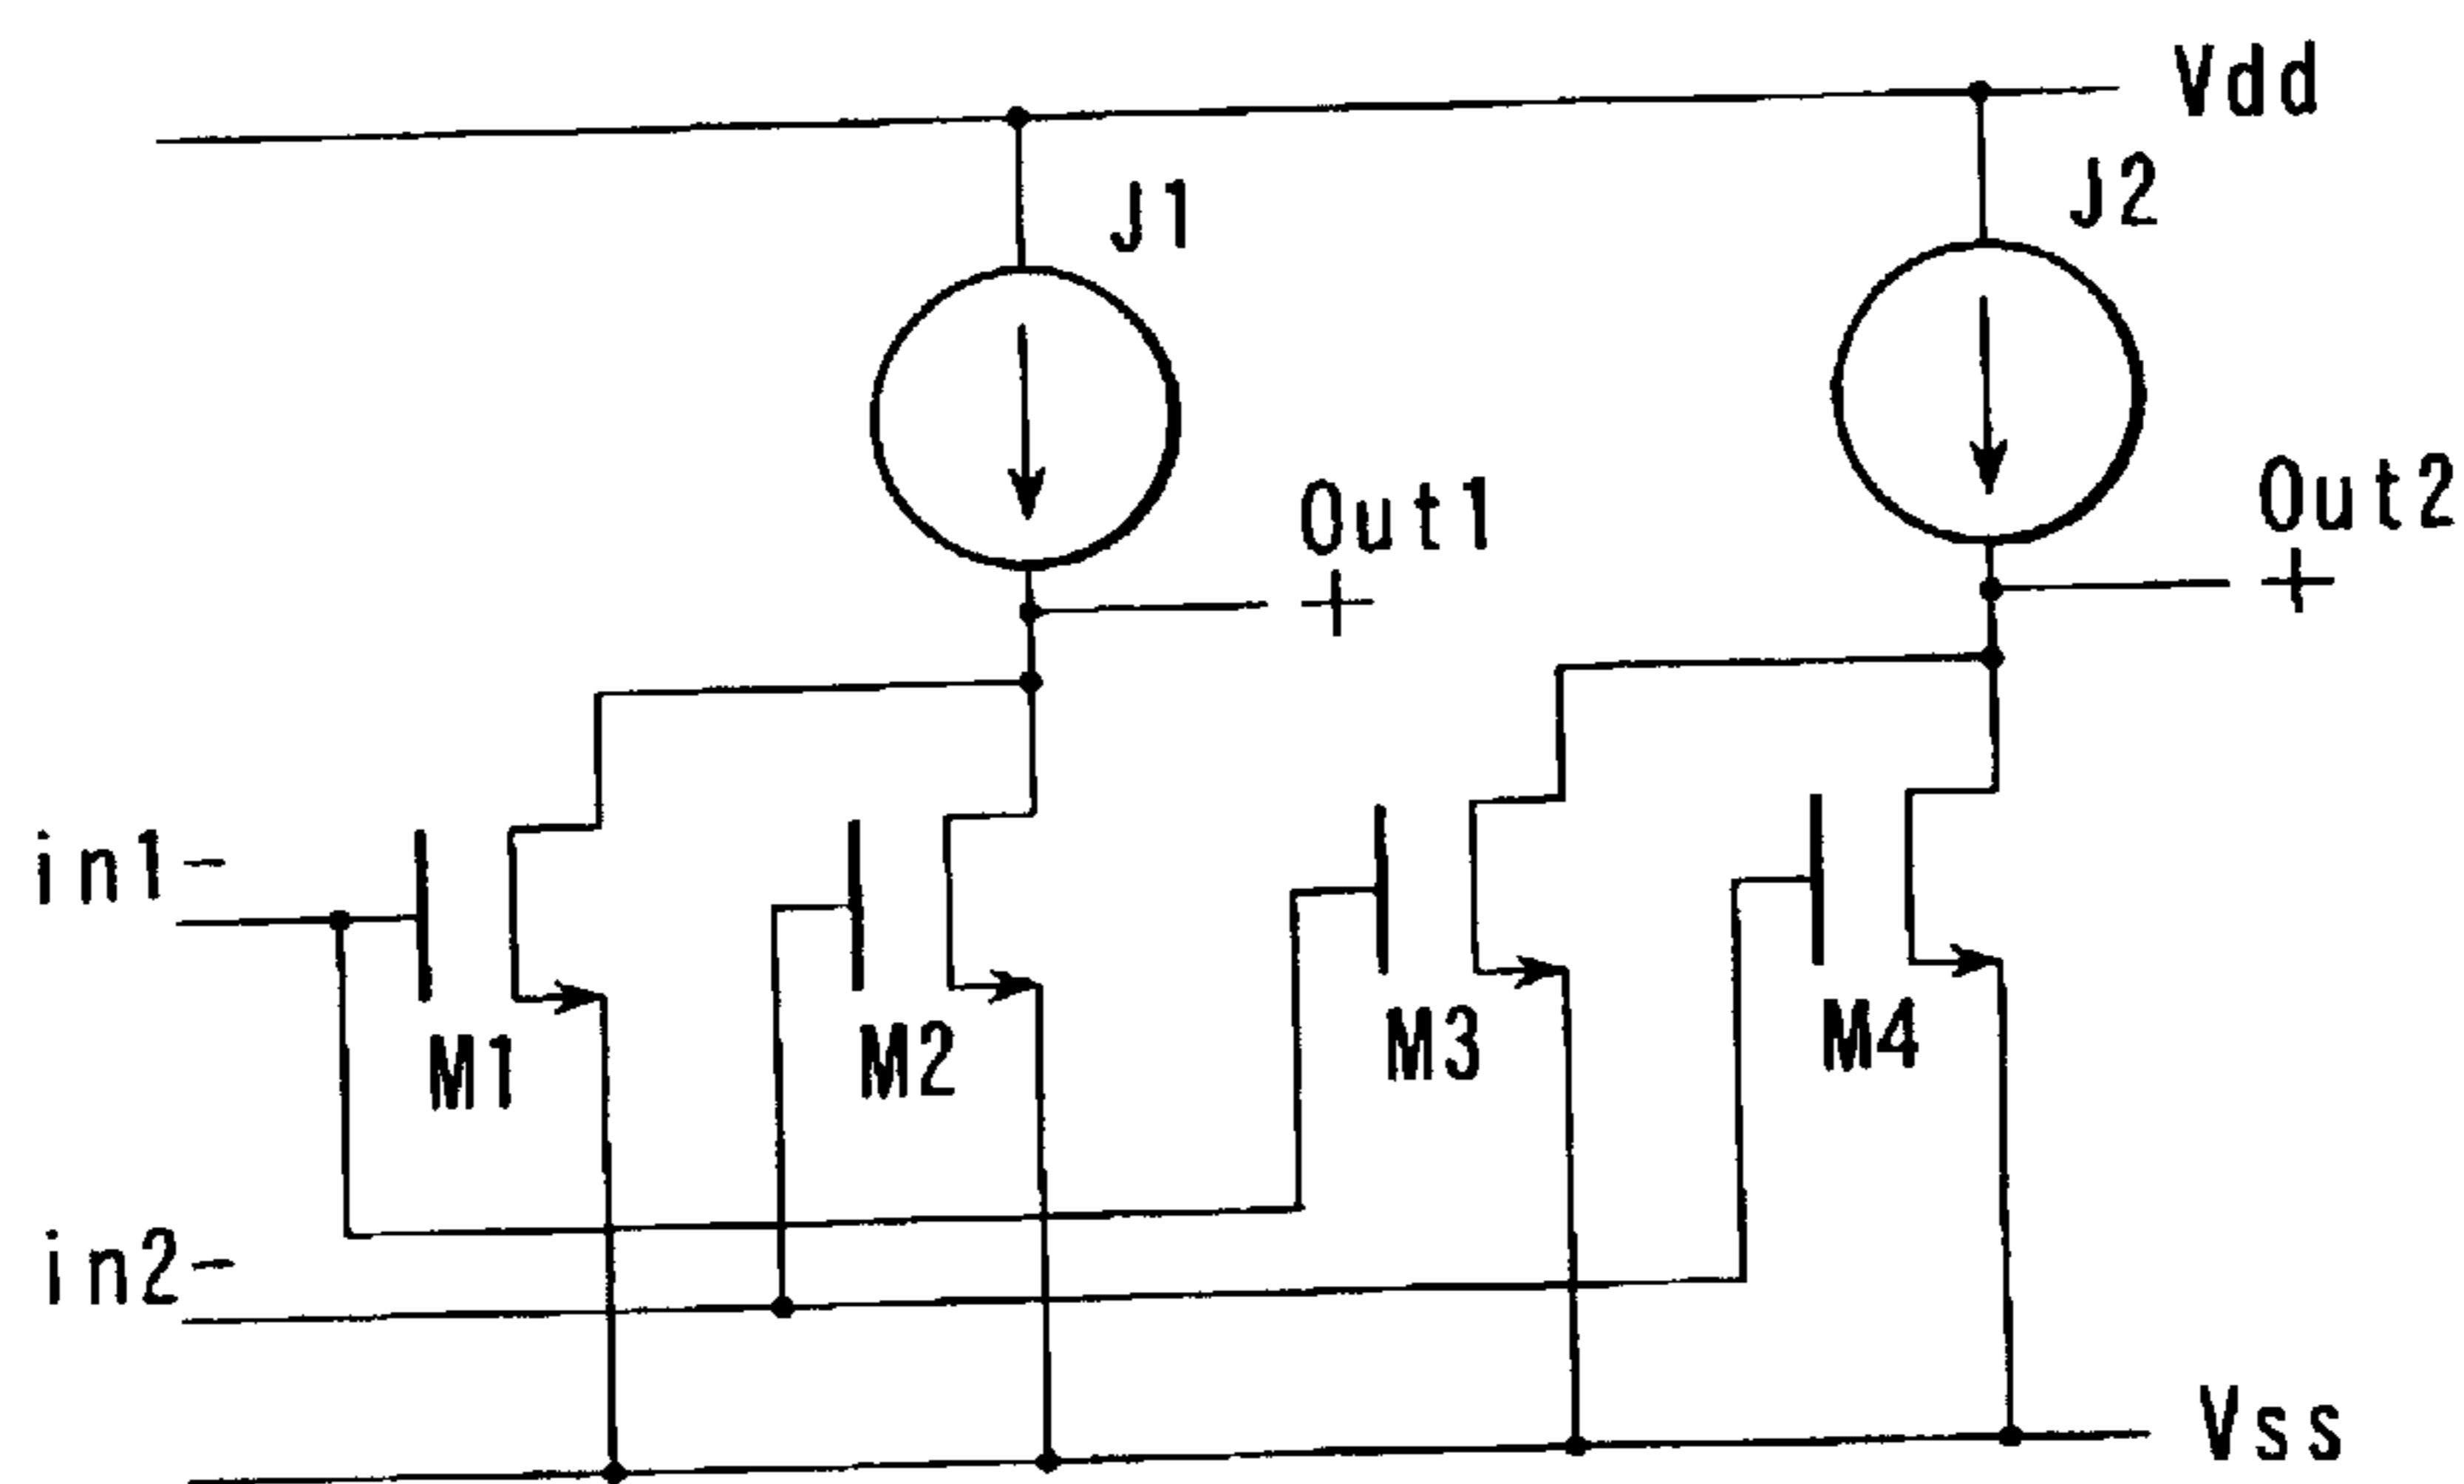 Vdd
J1
J2
Out1
+
Out2
+
in1-
M1
M2
M3
M4
in2-
Vss